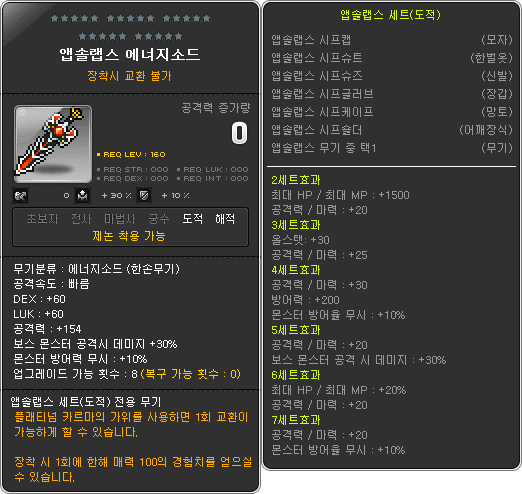 앱솔랩스 에너지소드
장착시 교환 불가
공격력 증가량
0
REQ LEV : 160
REQ STR : 000 REQ LUK : 000
REQ DEX : 000 REQ INT : 000
0 + 30 % + 10 %
초보자 전사 마법사 궁수 도적 해적
제논 착용 가능
무기분류 : 에너지소드 (한손무기)
공격속도 : 빠름
DEX : +60
LUK : +60
공격력 : +154
보스 몬스터 공격시 데미지 +30%
몬스터 방어력 무시 : +10%
업그레이드 가능 횟수 : 8 (복구 가능 횟수 : 0)
앱솔랩스 세트(도적) 전용 무기
플래티넘 카르마의 가위를 사용하면 1회 교환이
가능하게 할 수 있습니다.
장착 시 1회에 한해 매력 100의 경험치를 얻으실
수 있습니다.
앱솔랩스 세트(도적)
앱솔랩스 시프캡 (모자)
앱솔랩스 시프슈트 (한벌옷)
앱솔랩스 시프슈즈 (신발)
앱솔랩스 시프글러브 (장갑)
앱솔랩스 시프케이프 (망토)
앱솔랩스 시프숄더 (어깨장식)
앱솔랩스 무기 중 택1 (무기)
2세트효과
최대 HP / 최대 MP : +1500
공격력 / 마력 : +20
3세트효과
올스탯: +30
공격력 / 마력 : +25
4세트효과
공격력 / 마력 : +30
방어력 : +200
몬스터 방어율 무시 : +10%
5세트효과
공격력 / 마력 : +20
보스 몬스터 공격 시 데미지 : +30%
6세트효과
최대 HP / 최대 MP : +20%
공격력 / 마력 : +20
7세트효과
공격력 / 마력 : +20
몬스터 방어율 무시 : +10%